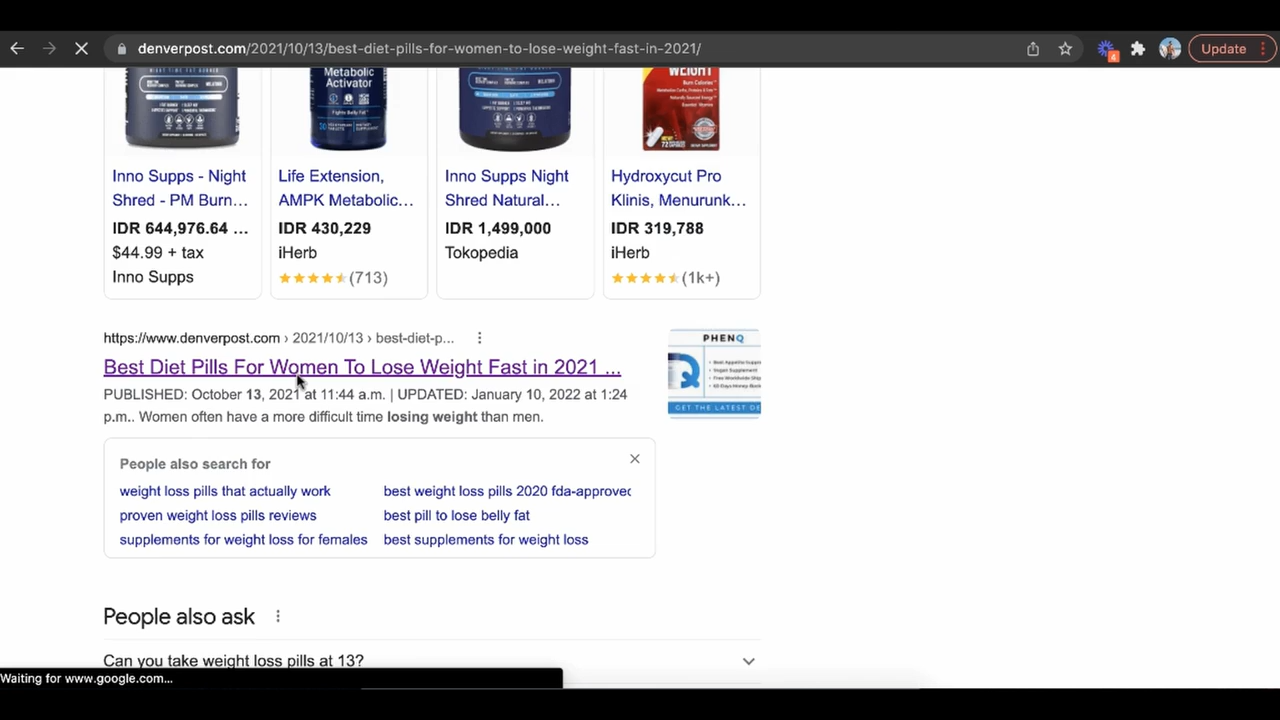 denverpost.com/2021/10/13/best-diet-pills-for-women-to-lose-weight-fast-in-2021/
4
Update
Metabolic
Activator
WEIGHT
Burn Calories
72
Inno Supps - Night
Shred - PM Burn...
IDR 644,976.64 ...
$44.99 + tax
Inno Supps
Life Extension,
AMPK Metabolic...
IDR 430,229
iHerb
(713)
Inno Supps Night
Shred Natural...
IDR 1,499,000
Tokopedia
Hydroxycut Pro
Klinis, Menurunk...
IDR 319,788
iHerb
(1k+)
https://www.denverpost.com › 2021/10/13 › best-diet-p...
Best Diet Pills For Women To Lose Weight Fast in 2021 ...
PUBLISHED: October 13, 2021 at 11:44 a.m. | UPDATED: January 10, 2022 at 1:24
p.m.. Women often have a more difficult time losing weight than men.
PHENQ
GET THE LATEST DE
People also search for
weight loss pills that actually work
best weight loss pills 2020 fda-approved
proven weight loss pills reviews
best pill to lose belly fat
supplements for weight loss for females
best supplements for weight loss
People also ask
Can you take weight loss pills at 13?
Waiting for www.google.com...